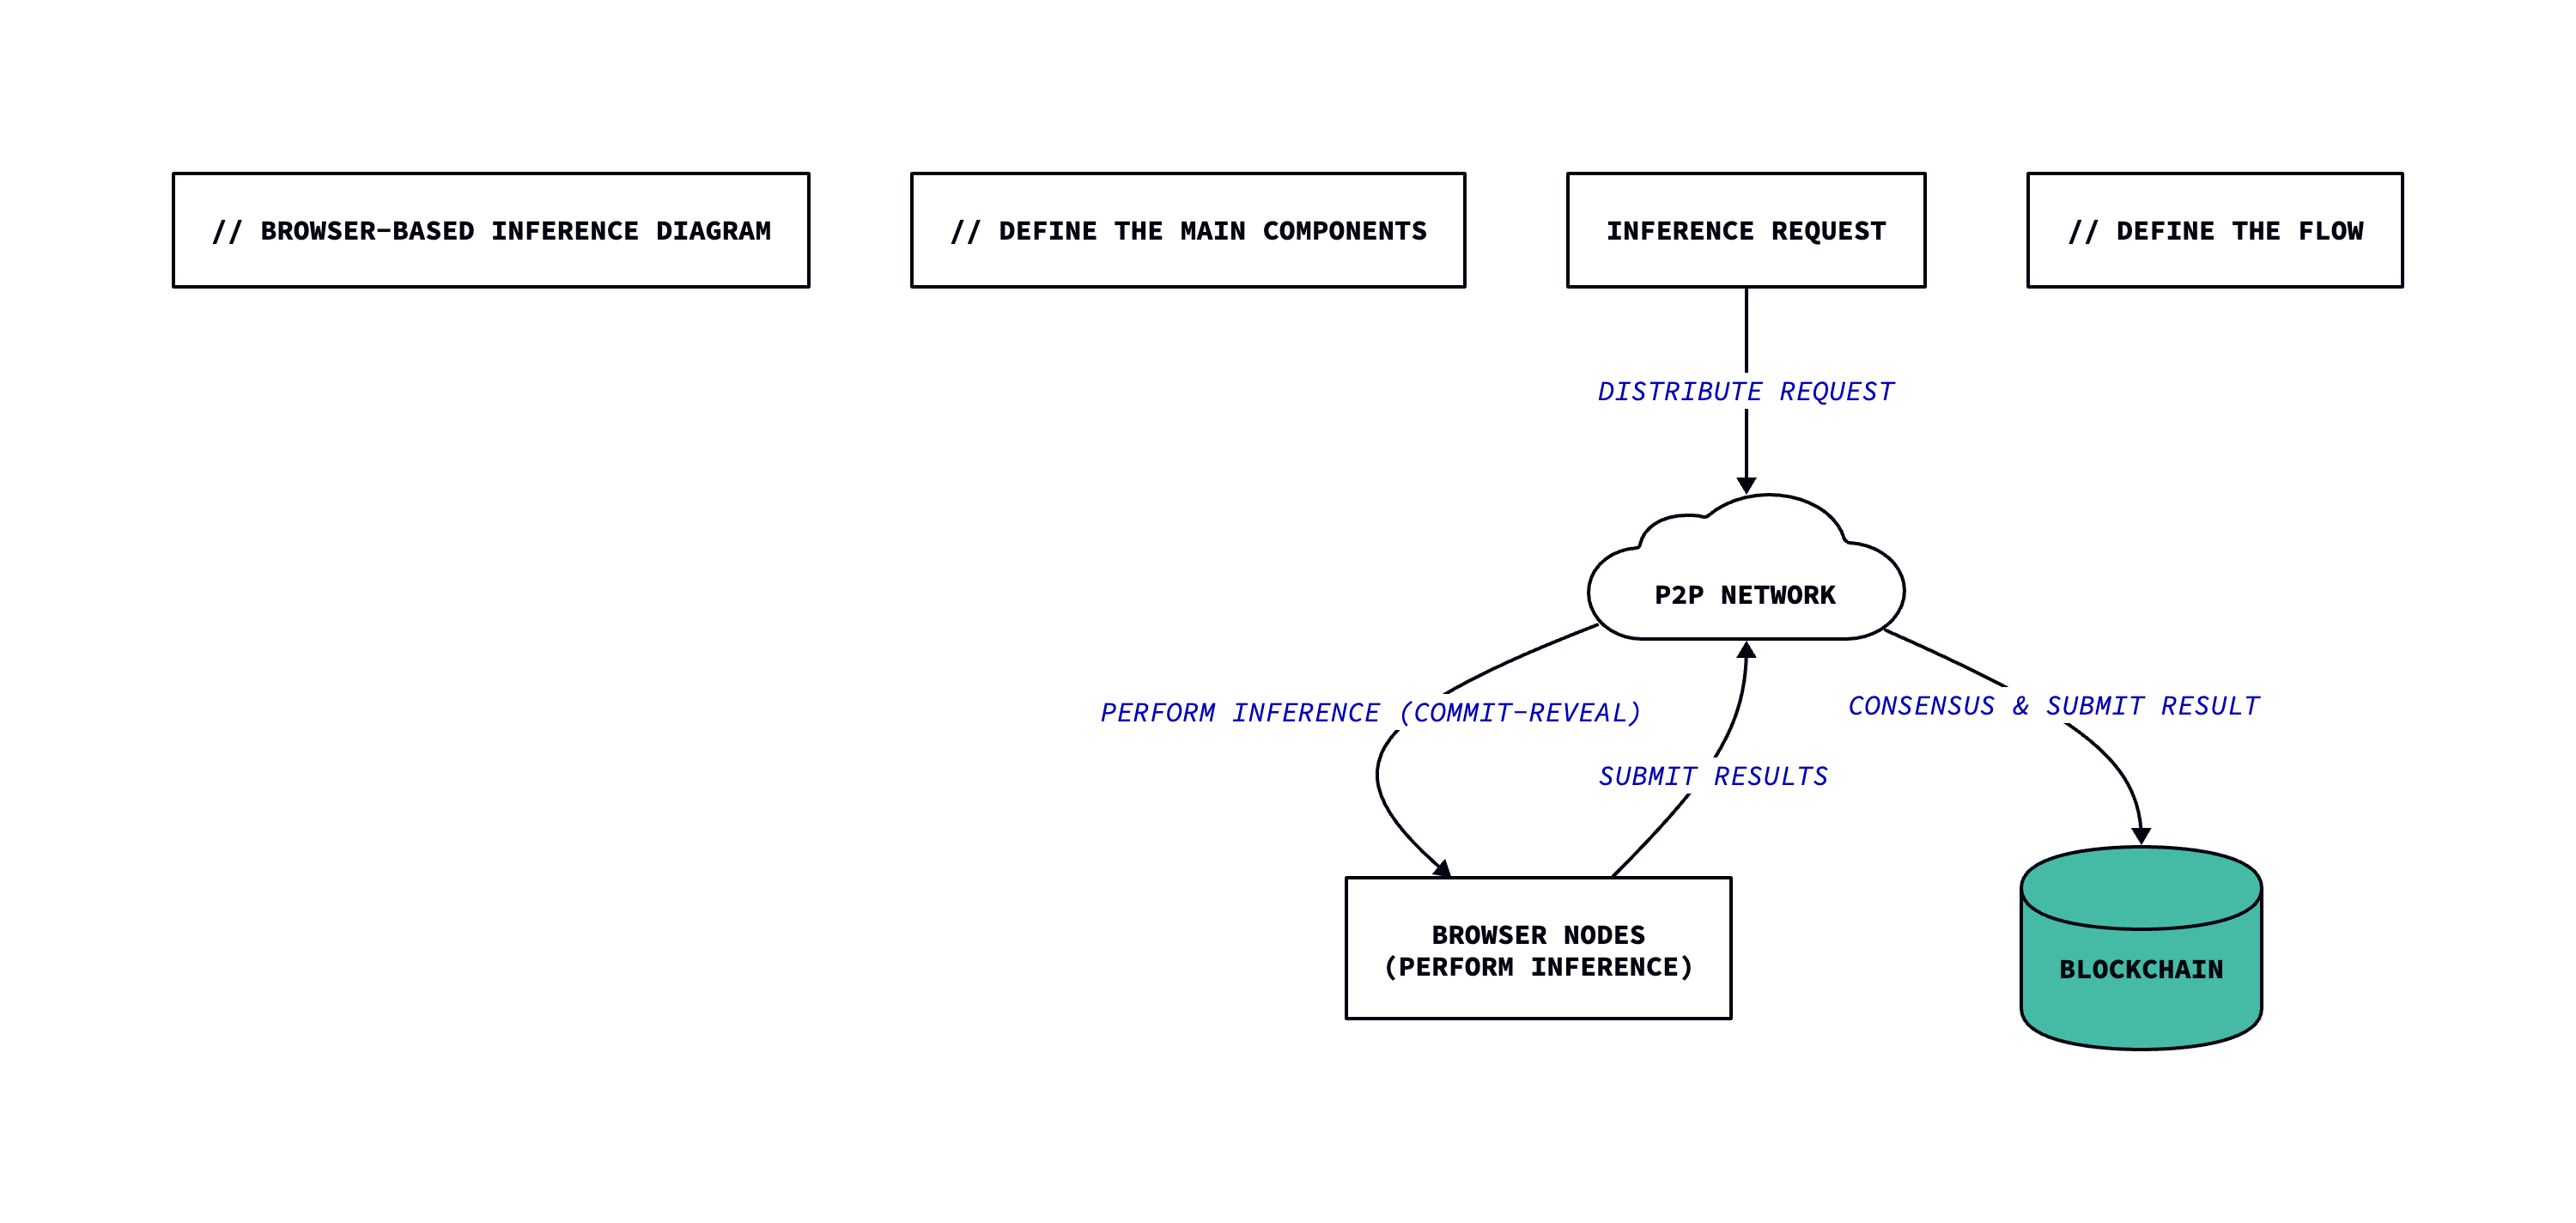 // BROWSER-BASED INFERENCE DIAGRAM
// DEFINE THE MAIN COMPONENTS
INFERENCE REQUEST
// DEFINE THE FLOW
DISTRIBUTE REQUEST
P2P NETWORK
PERFORM INFERENCE (COMMIT-REVEAL)
CONSENSUS & SUBMIT RESULT
SUBMIT RESULTS
BROWSER NODES
(PERFORM INFERENCE)
BLOCKCHAIN